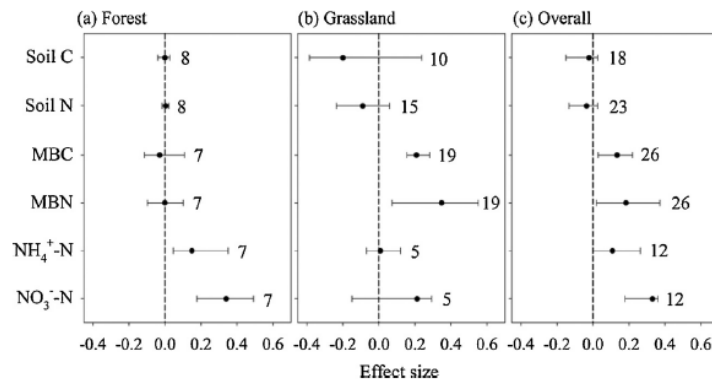 (a) Forest (b) Grassland (c) Overall
Soil C 8 10 18
Soil N 8 15 23
MBC 7 19 26
MBN 7 19 26
NH₄⁺-N 7 5 12
NO₃⁻-N 7 5 12
-0.4 -0.2 0.0 0.2 0.4 0.6 -0.4 -0.2 0.0 0.2 0.4 0.6 -0.4 -0.2 0.0 0.2 0.4 0.6
Effect size